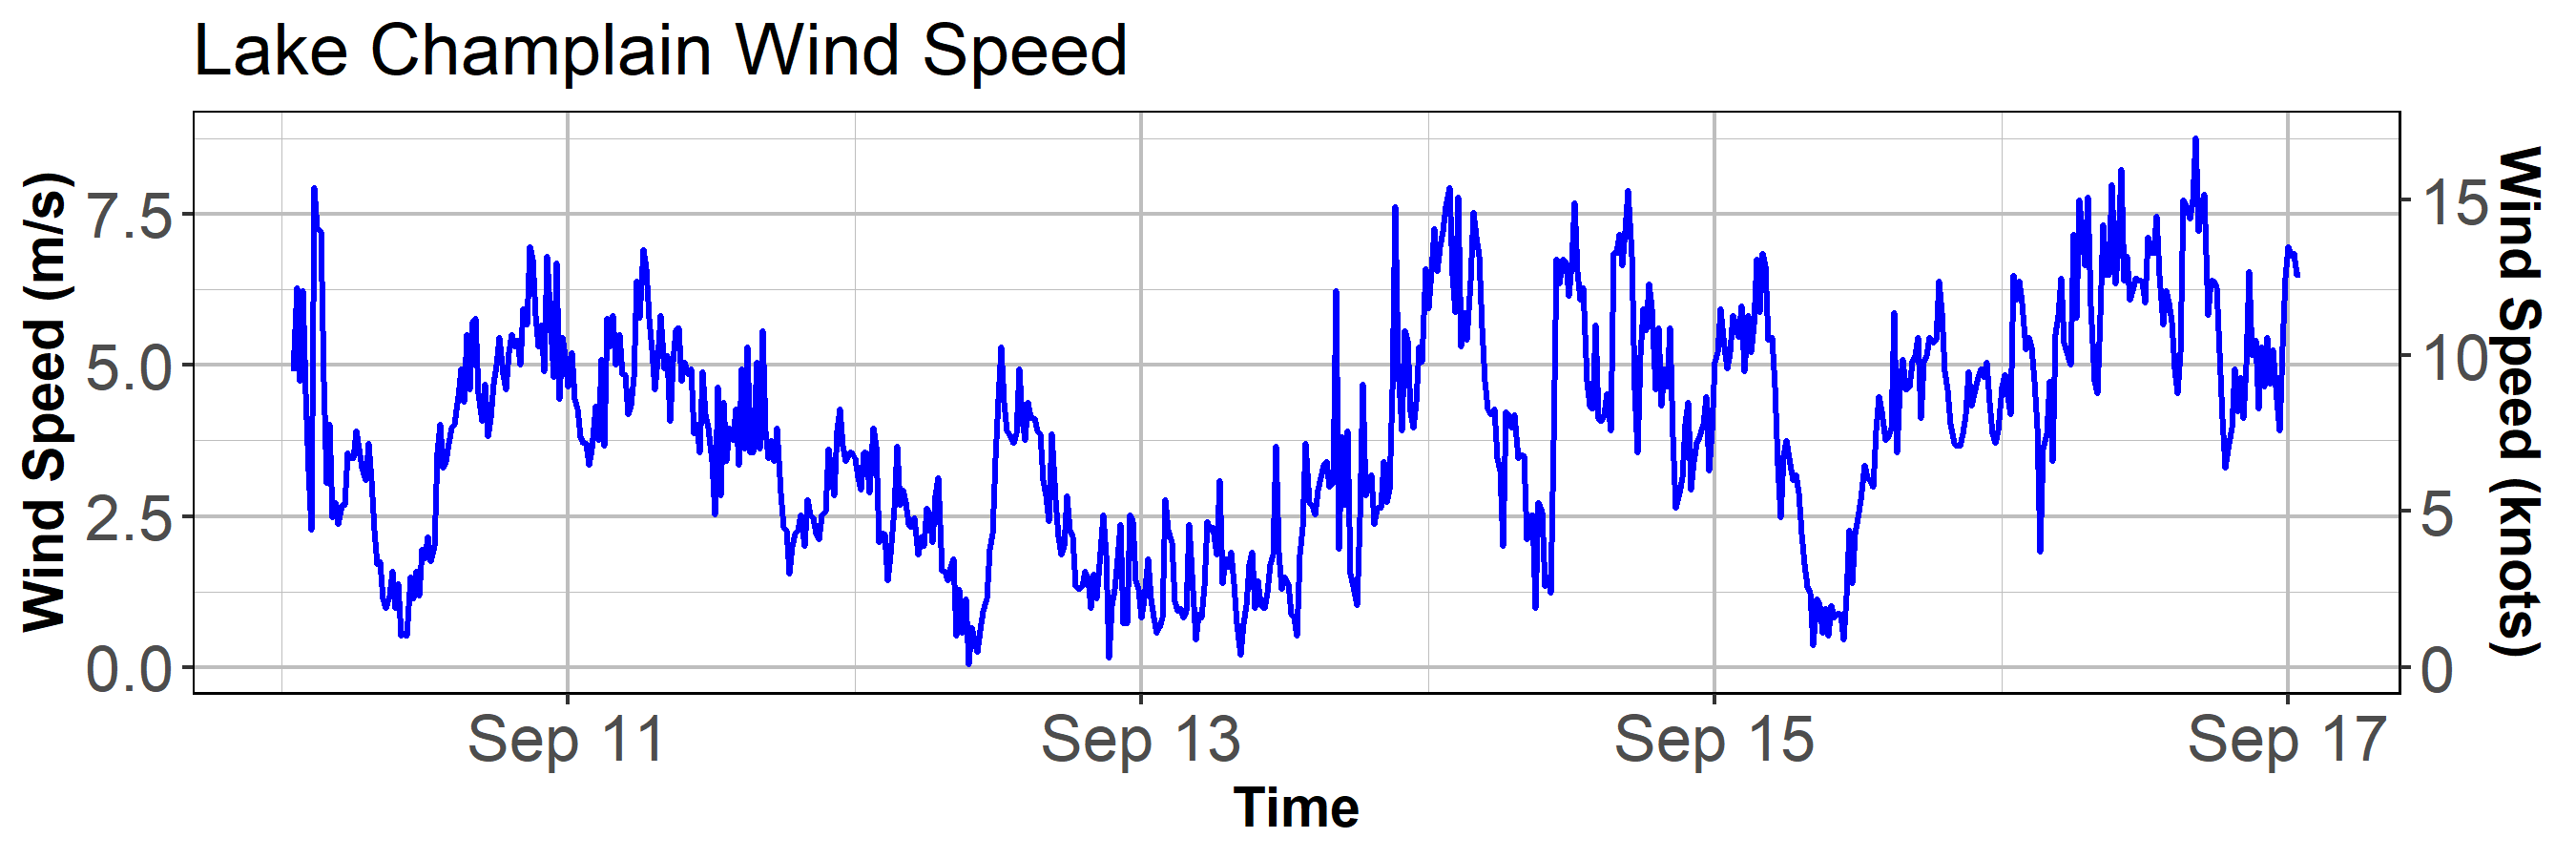 Lake Champlain Wind Speed
Wind Speed (m/s)
7.5
5.0
2.5
0.0
15
10
5
0
Wind Speed (knots)
Sep 11
Sep 13
Sep 15
Sep 17
Time